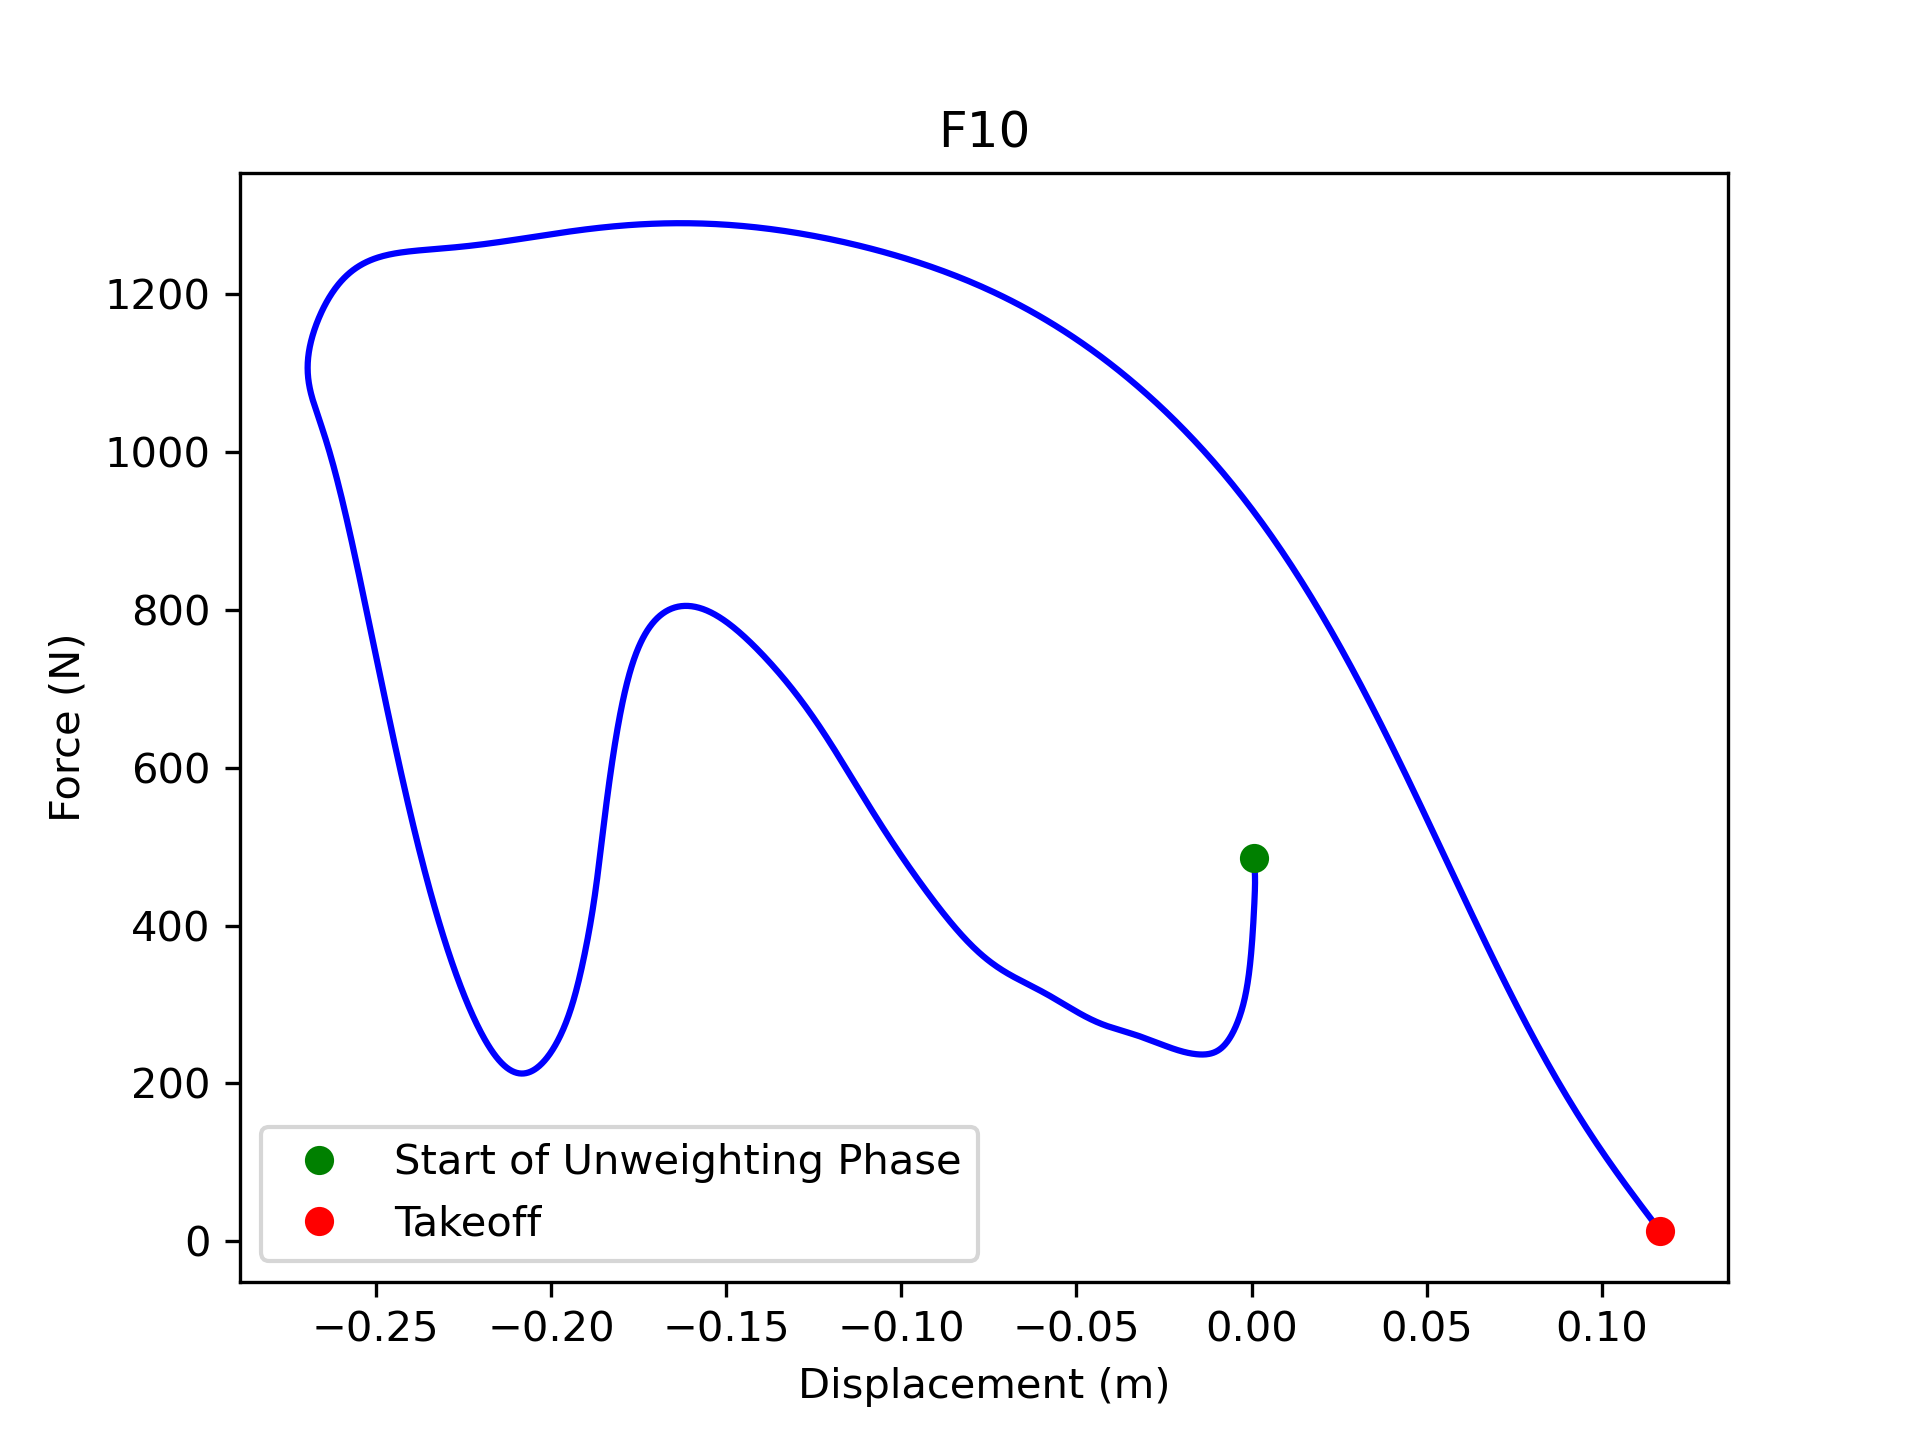 F10
1200
1000
800
600
400
200
0
Force (N)
Start of Unweighting Phase
Takeoff
−0.25 −0.20 −0.15 −0.10 −0.05 0.00 0.05 0.10
Displacement (m)